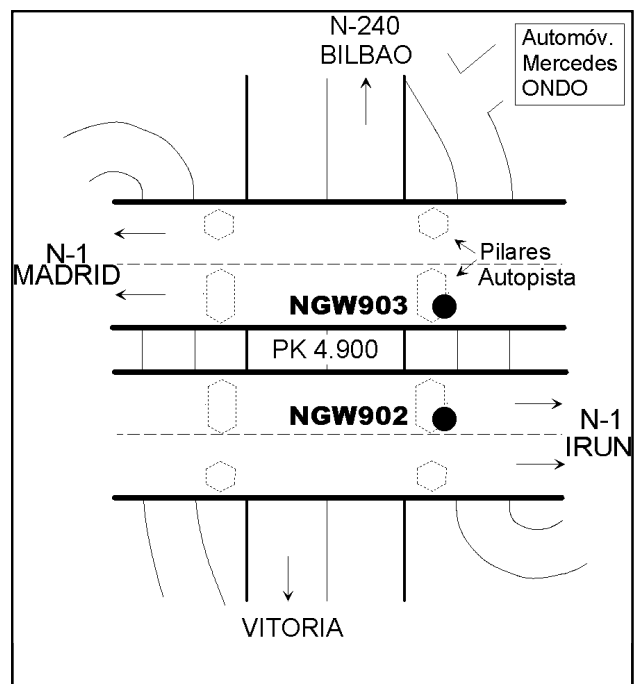 N-240
BILBAO
Automóv.
Mercedes
ONDO
N-1
MADRID
Pilares
Autopista
NGW903
PK 4.900
NGW902
N-1
IRUN
VITORIA